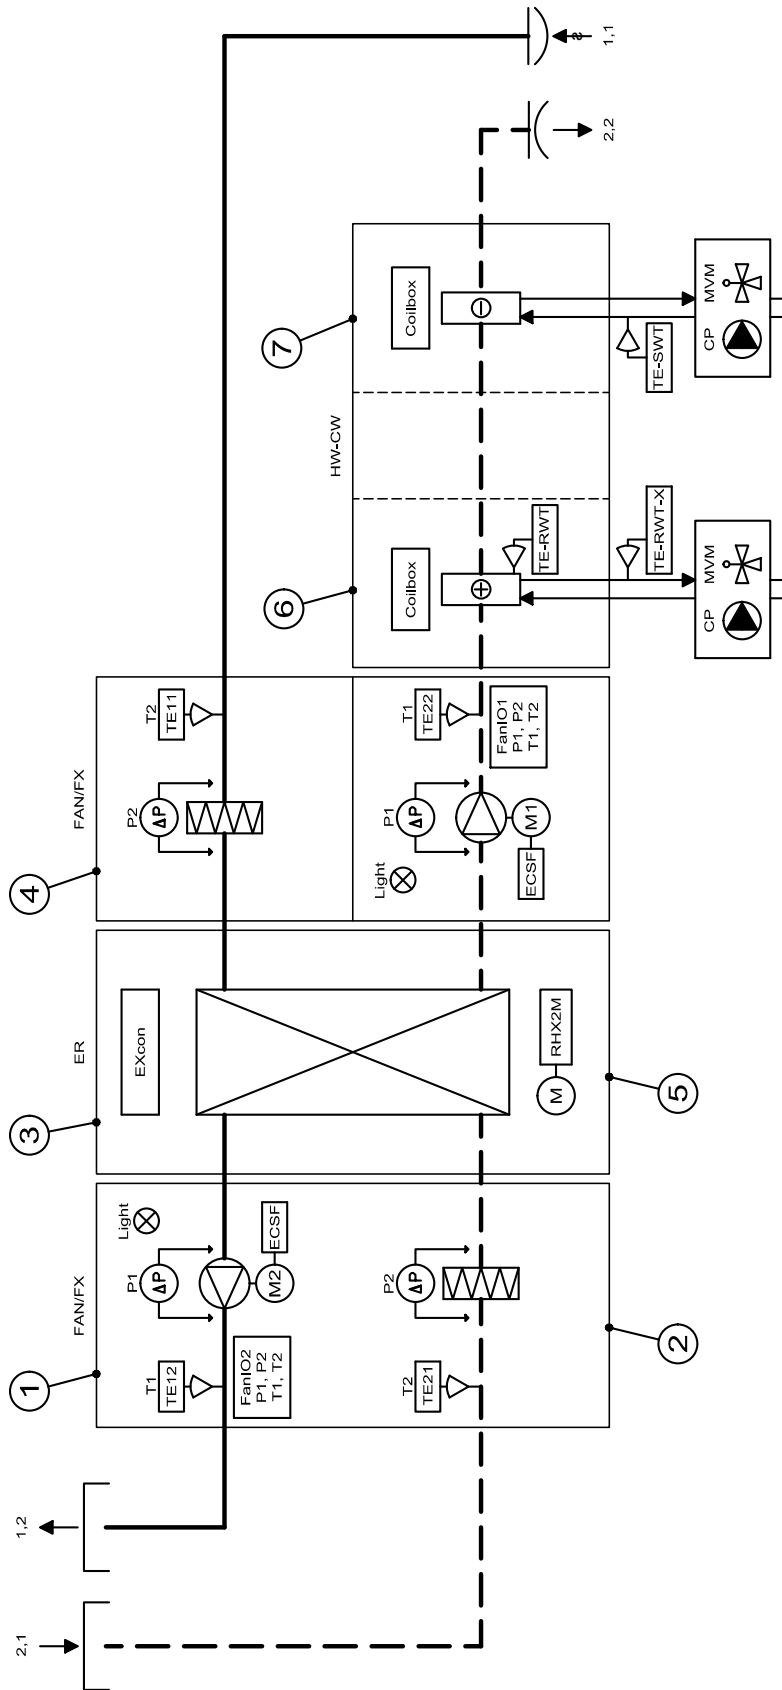 2,1
1,2
FAN/FX
1
T1
TE12
FanIO2
P1, P2
T1, T2
P1
ΔP
M2
ECSF
Light
T2
TE21
P2
ΔP
2
ER
3
EXcon
M
RHX2M
5
FAN/FX
4
P2
ΔP
T2
TE11
Light
P1
ΔP
M1
ECSF
T1
TE22
FanIO1
P1, P2
T1, T2
HW-CW
6
Coilbox
TE-RWT
TE-RWT-X
CP
MVM
7
Coilbox
TE-SWT
CP
MVM
2,2
1,1